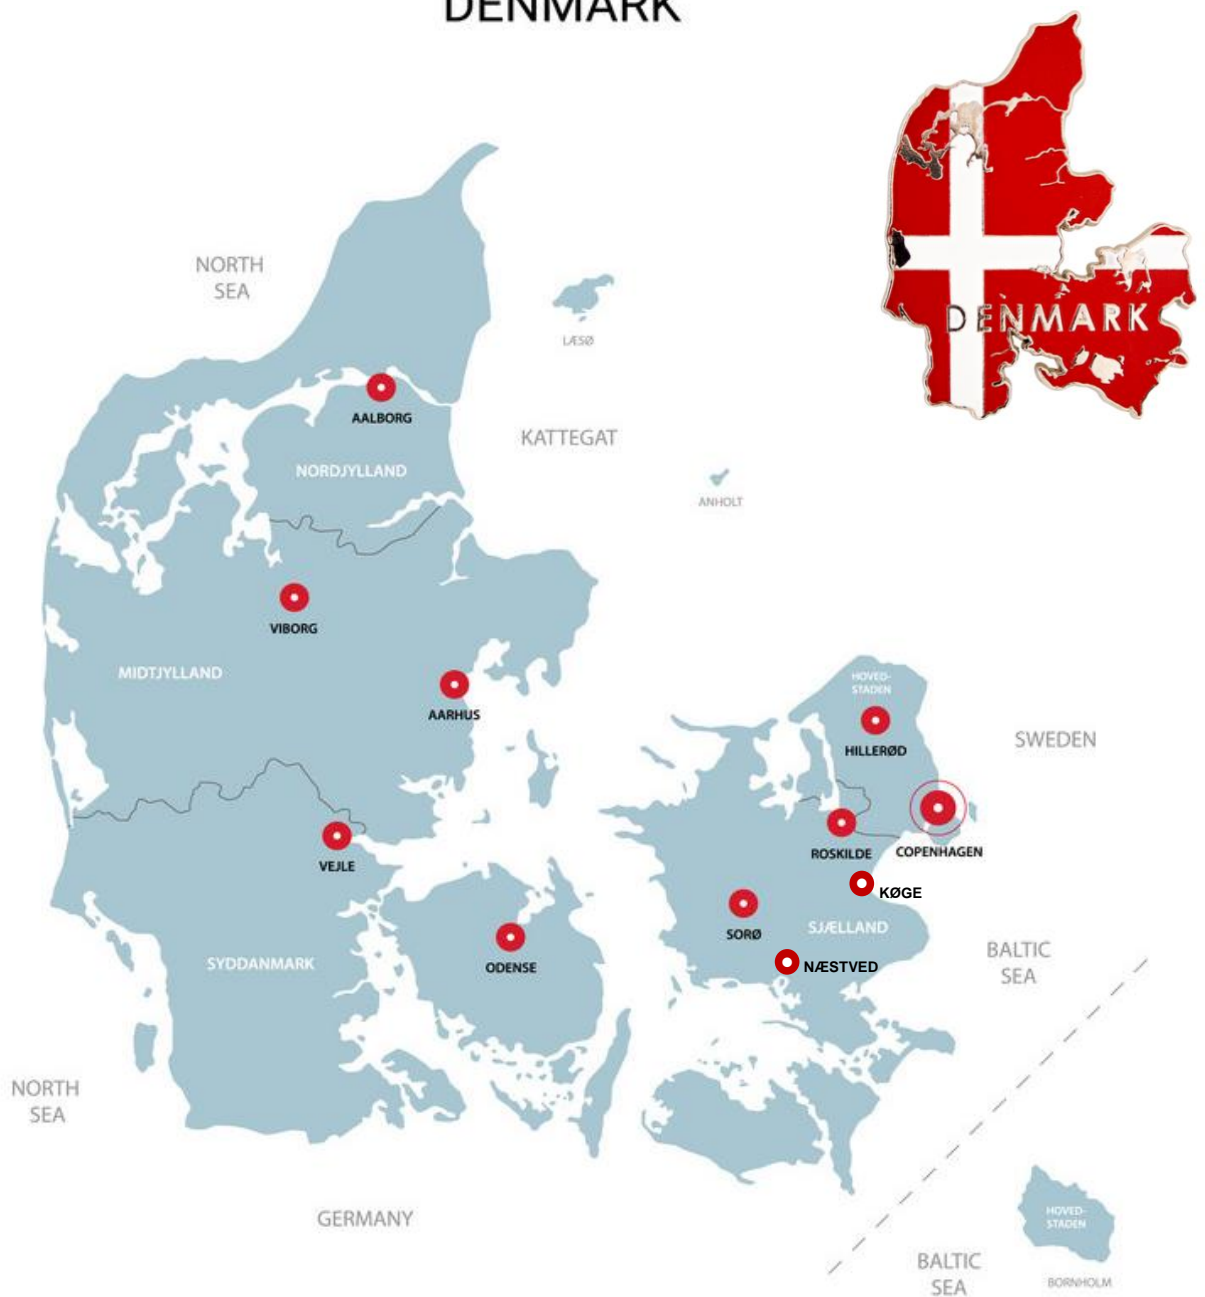 DENMARK
DENMARK
NORTH
SEA
LÆSØ
AALBORG
KATTEGAT
NORDJYLLAND
ANHOLT
VIBORG
MIDTJYLLAND
AARHUS
HOVED-
STADEN
HILLERØD
SWEDEN
VEJLE
ROSKILDE
COPENHAGEN
KØGE
SORØ
SJÆLLAND
SYDDANMARK
ODENSE
NÆSTVED
BALTIC
SEA
NORTH
SEA
GERMANY
HOVED-
STADEN
BALTIC
SEA
BORNHOLM